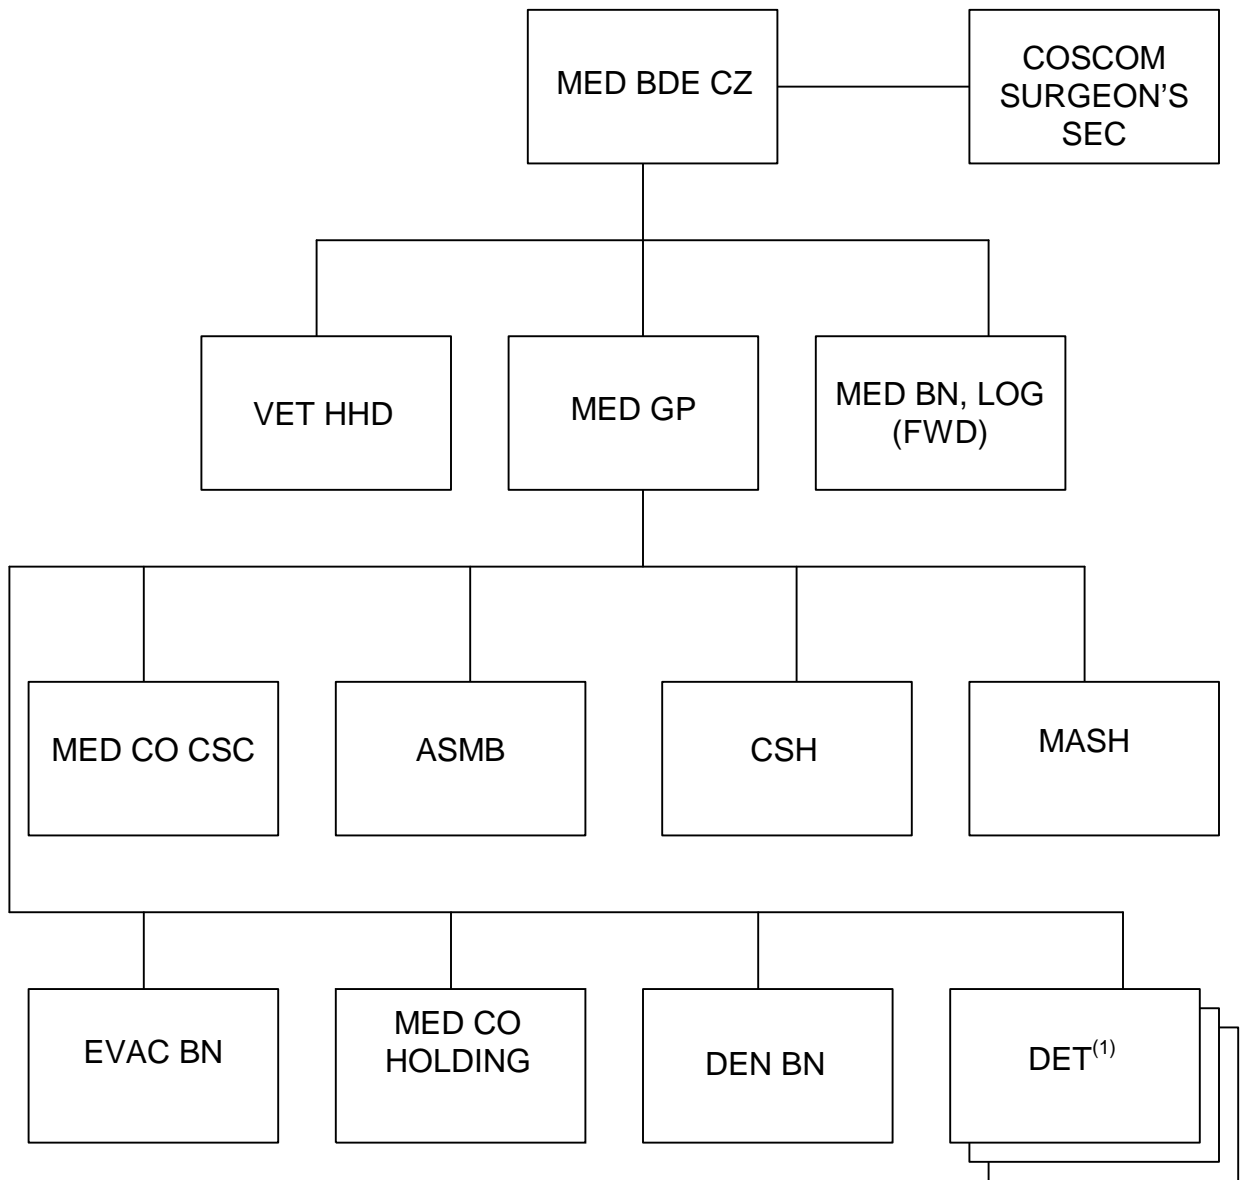 MED BDE CZ
COSCOM
SURGEON’S
SEC
VET HHD
MED GP
MED BN, LOG
(FWD)
MED CO CSC
ASMB
CSH
MASH
EVAC BN
MED CO
HOLDING
DEN BN
DET(1)